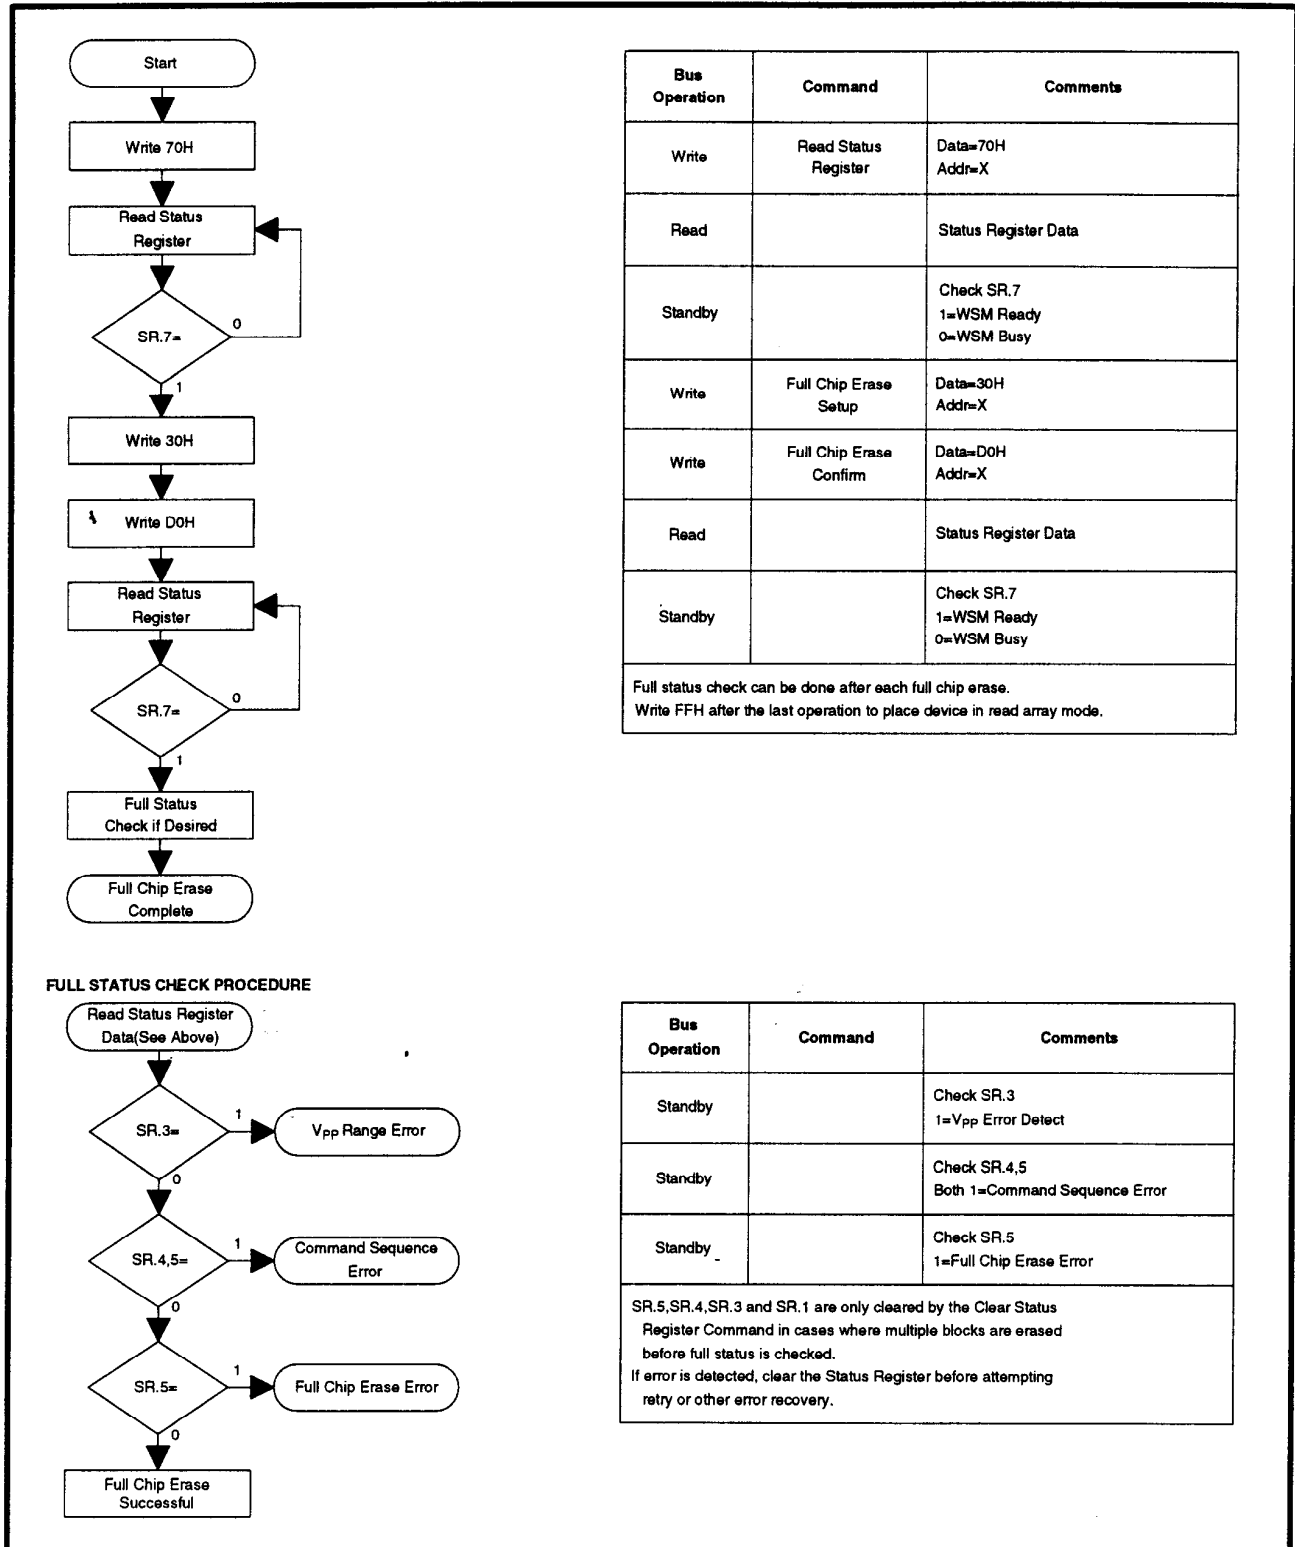 Start
Write 70H
Read Status
Register
SR.7=
0
1
Write 30H
Write D0H
Read Status
Register
SR.7=
0
1
Full Status
Check if Desired
Full Chip Erase
Complete
Bus
Operation
Command
Comments
Write
Read Status
Register
Data=70H
Addr=X
Read
Status Register Data
Standby
Check SR.7
1=WSM Ready
0=WSM Busy
Write
Full Chip Erase
Setup
Data=30H
Addr=X
Write
Full Chip Erase
Confirm
Data=D0H
Addr=X
Read
Status Register Data
Standby
Check SR.7
1=WSM Ready
0=WSM Busy
Full status check can be done after each full chip erase.
Write FFH after the last operation to place device in read array mode.
FULL STATUS CHECK PROCEDURE
Read Status Register
Data(See Above)
SR.3=
1
VPP Range Error
0
SR.4,5=
1
Command Sequence
Error
0
SR.5=
1
Full Chip Erase Error
0
Full Chip Erase
Successful
Bus
Operation
Command
Comments
Standby
Check SR.3
1=VPP Error Detect
Standby
Check SR.4,5
Both 1=Command Sequence Error
Standby
Check SR.5
1=Full Chip Erase Error
SR.5,SR.4,SR.3 and SR.1 are only cleared by the Clear Status
Register Command in cases where multiple blocks are erased
before full status is checked.
If error is detected, clear the Status Register before attempting
retry or other error recovery.